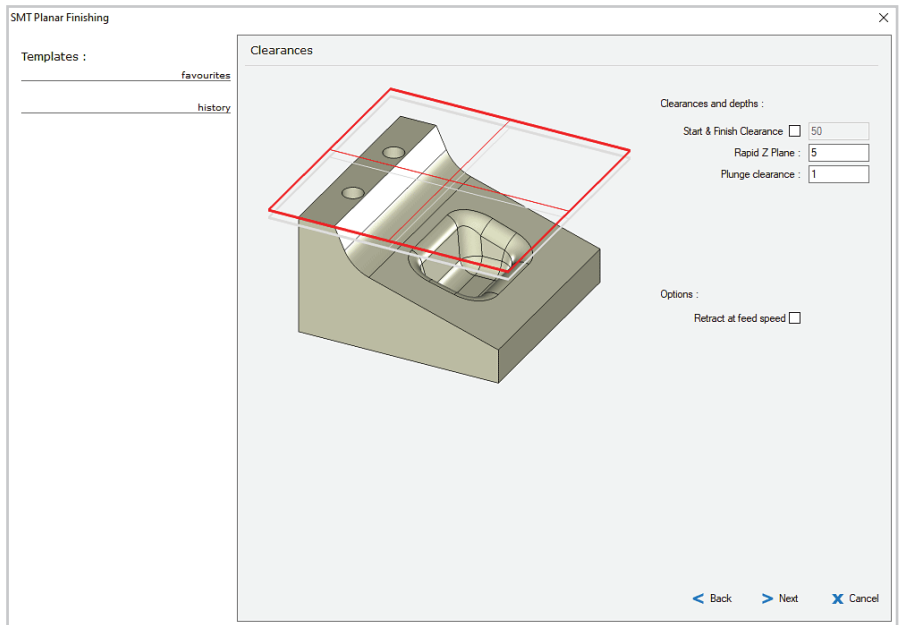 SMT Planar Finishing
Templates :
favourites
history
Clearances
Clearances and depths :
Start & Finish Clearance 50
Rapid Z Plane : 5
Plunge clearance : 1
Options :
Retract at feed speed
< Back > Next X Cancel